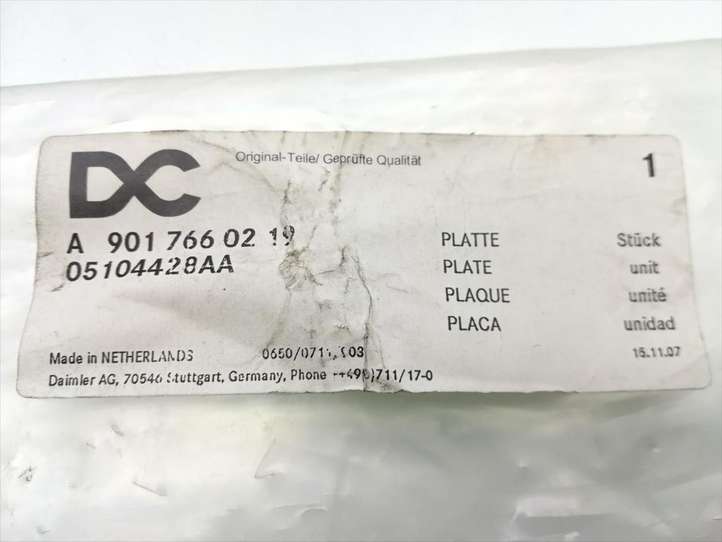 DC
Original-Teile/ Geprüfte Qualität
1
A 901 766 02 19
05104428AA
PLATTE Stück
PLATE unit
PLAQUE unité
PLACA unidad
Made in NETHERLANDS
15.11.07
Daimler AG, 70546 Stuttgart, Germany, Phone